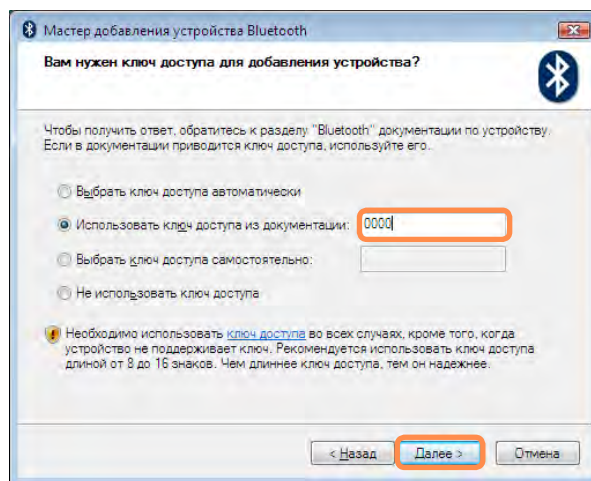 Мастер добавления устройства Bluetooth
Вам нужен ключ доступа для добавления устройства?
Чтобы получить ответ, обратитесь к разделу "Bluetooth" документации по устройству.
Если в документации приводится ключ доступа, используйте его.
Выбрать ключ доступа автоматически
Использовать ключ доступа из документации: 0000
Выбрать ключ доступа самостоятельно:
Не использовать ключ доступа
Необходимо использовать ключ доступа во всех случаях, кроме того, когда
устройство не поддерживает ключ. Рекомендуется использовать ключ доступа
длиной от 8 до 16 знаков. Чем длиннее ключ доступа, тем он надежнее.
< Назад Далее > Отмена